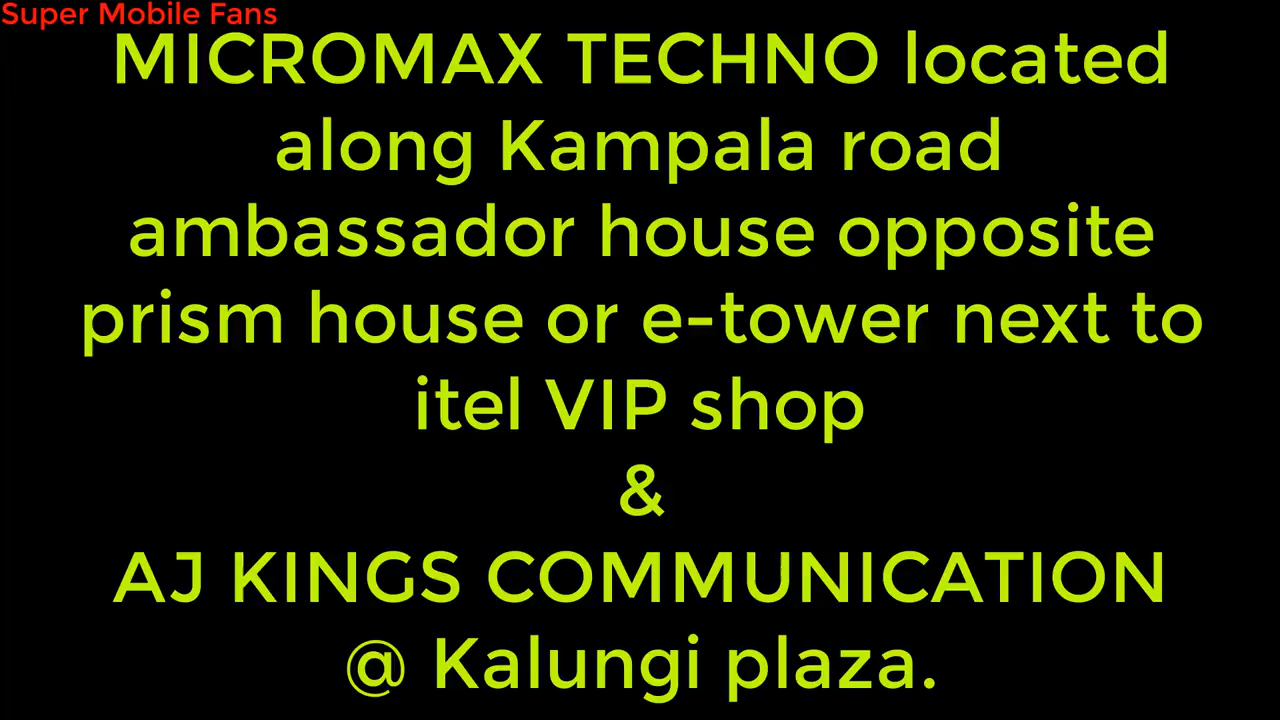 Super Mobile Fans
MICROMAX TECHNO located
along Kampala road
ambassador house opposite
prism house or e-tower next to
itel VIP shop
&
AJ KINGS COMMUNICATION
@ Kalungi plaza.